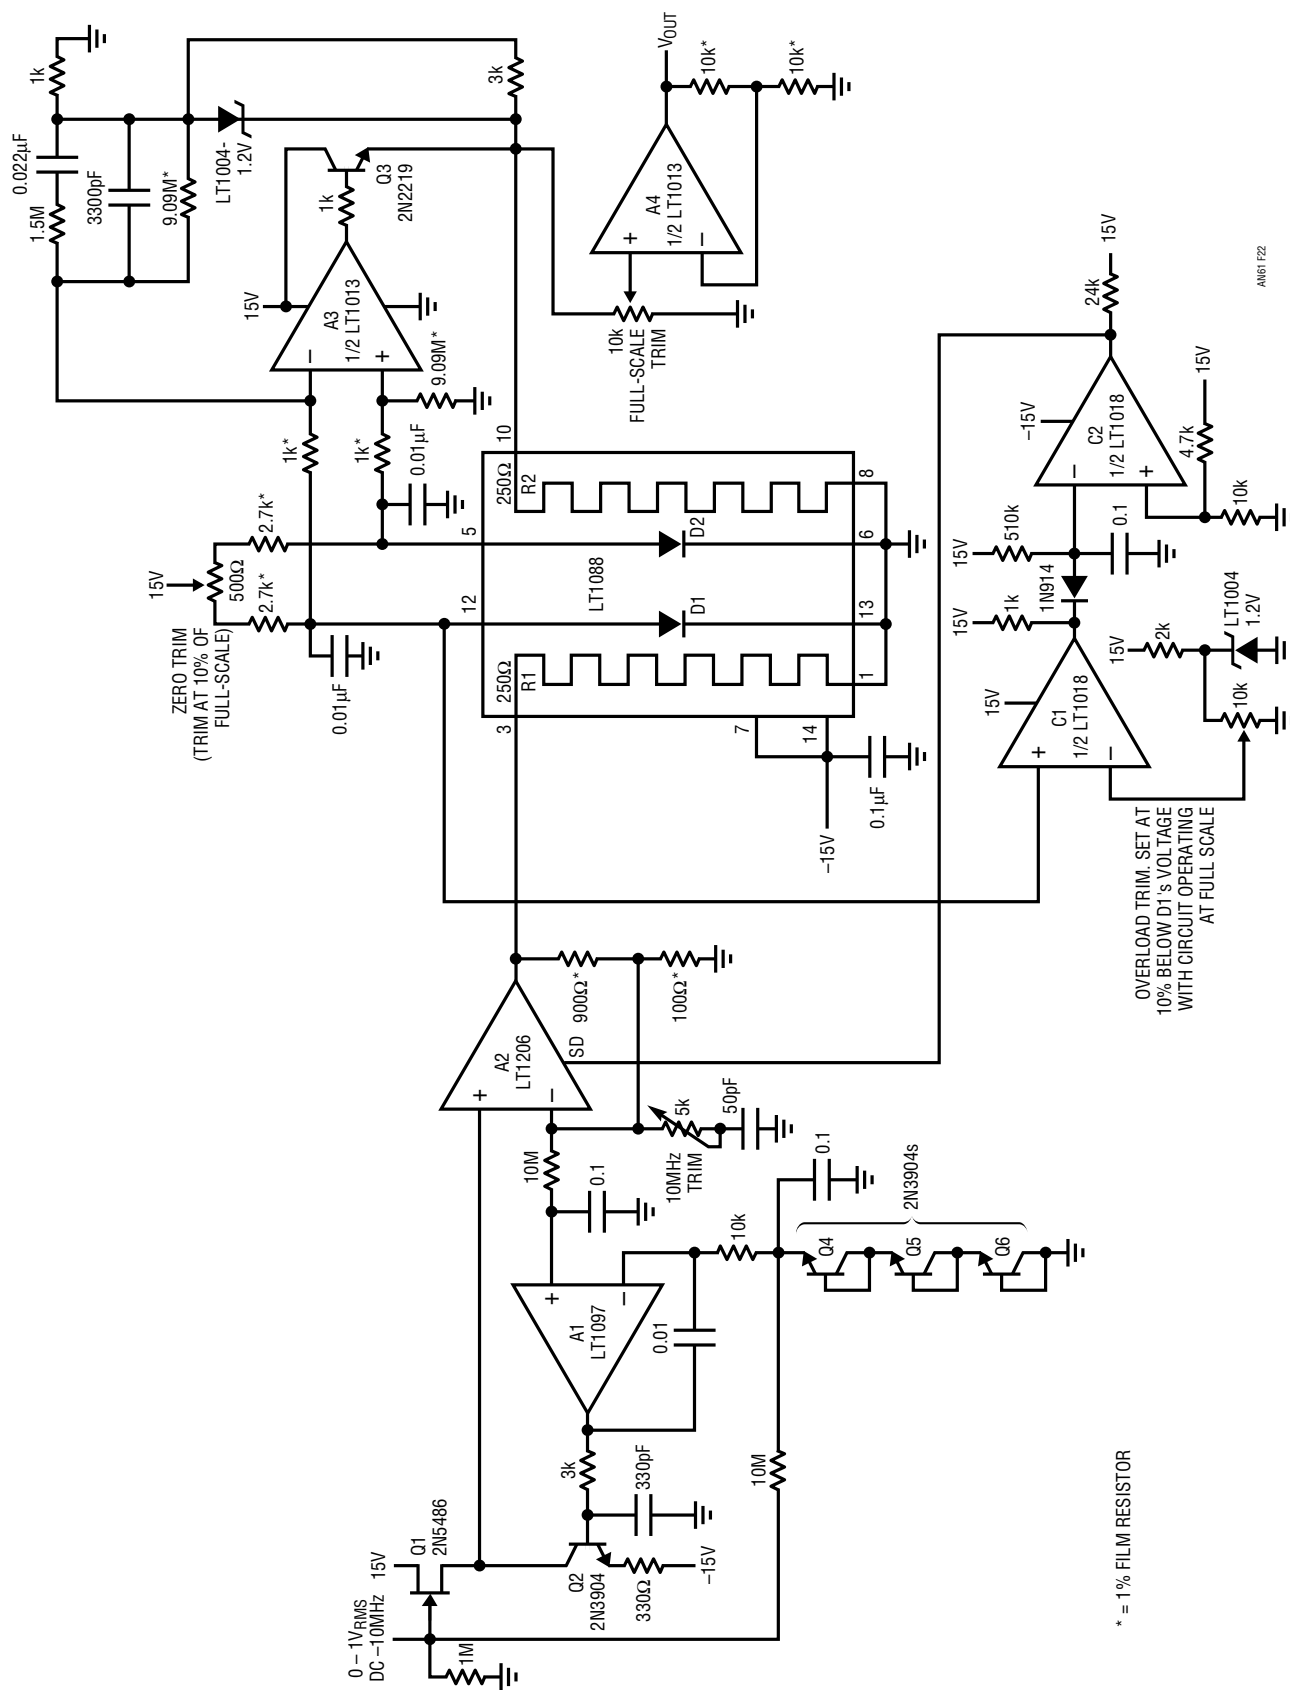 1k
0.022µF
1.5M
3300pF
9.09M*
LT1004-
1.2V
3k
15V
A3
1/2 LT1013
1k
Q3
2N2219
9.09M*
1k*
1k*
0.01µF
VOUT
10k*
10k*
A4
1/2 LT1013
10k
FULL-SCALE
TRIM
15V
500Ω
2.7k*
2.7k*
ZERO TRIM
(TRIM AT 10% OF
FULL-SCALE)
0.01µF
12
5
10
250Ω
R1
250Ω
R2
LT1088
D1
D2
3
7
14
1
13
6
8
–15V
0.1µF
15V
24k
–15V
C2
1/2 LT1018
4.7k
15V
10k
15V
510k
0.1
1N914
15V
1k
15V
C1
1/2 LT1018
15V
2k
LT1004
1.2V
10k
OVERLOAD TRIM. SET AT
10% BELOW D1's VOLTAGE
WITH CIRCUIT OPERATING
AT FULL SCALE
A2
LT1206
SD
900Ω*
100Ω*
10M
0.1
10MHz
TRIM
5k
50pF
A1
LT1097
0.01
10k
0.1
2N3904s
Q4
Q5
Q6
3k
330pF
10M
0 – 1VRMS
DC –10MHz
15V
Q1
2N5486
1M
Q2
2N3904
330Ω
–15V
+
–
+
–
+
–
+
–
+
–
+
–
* = 1% FILM RESISTOR
AN61 F22